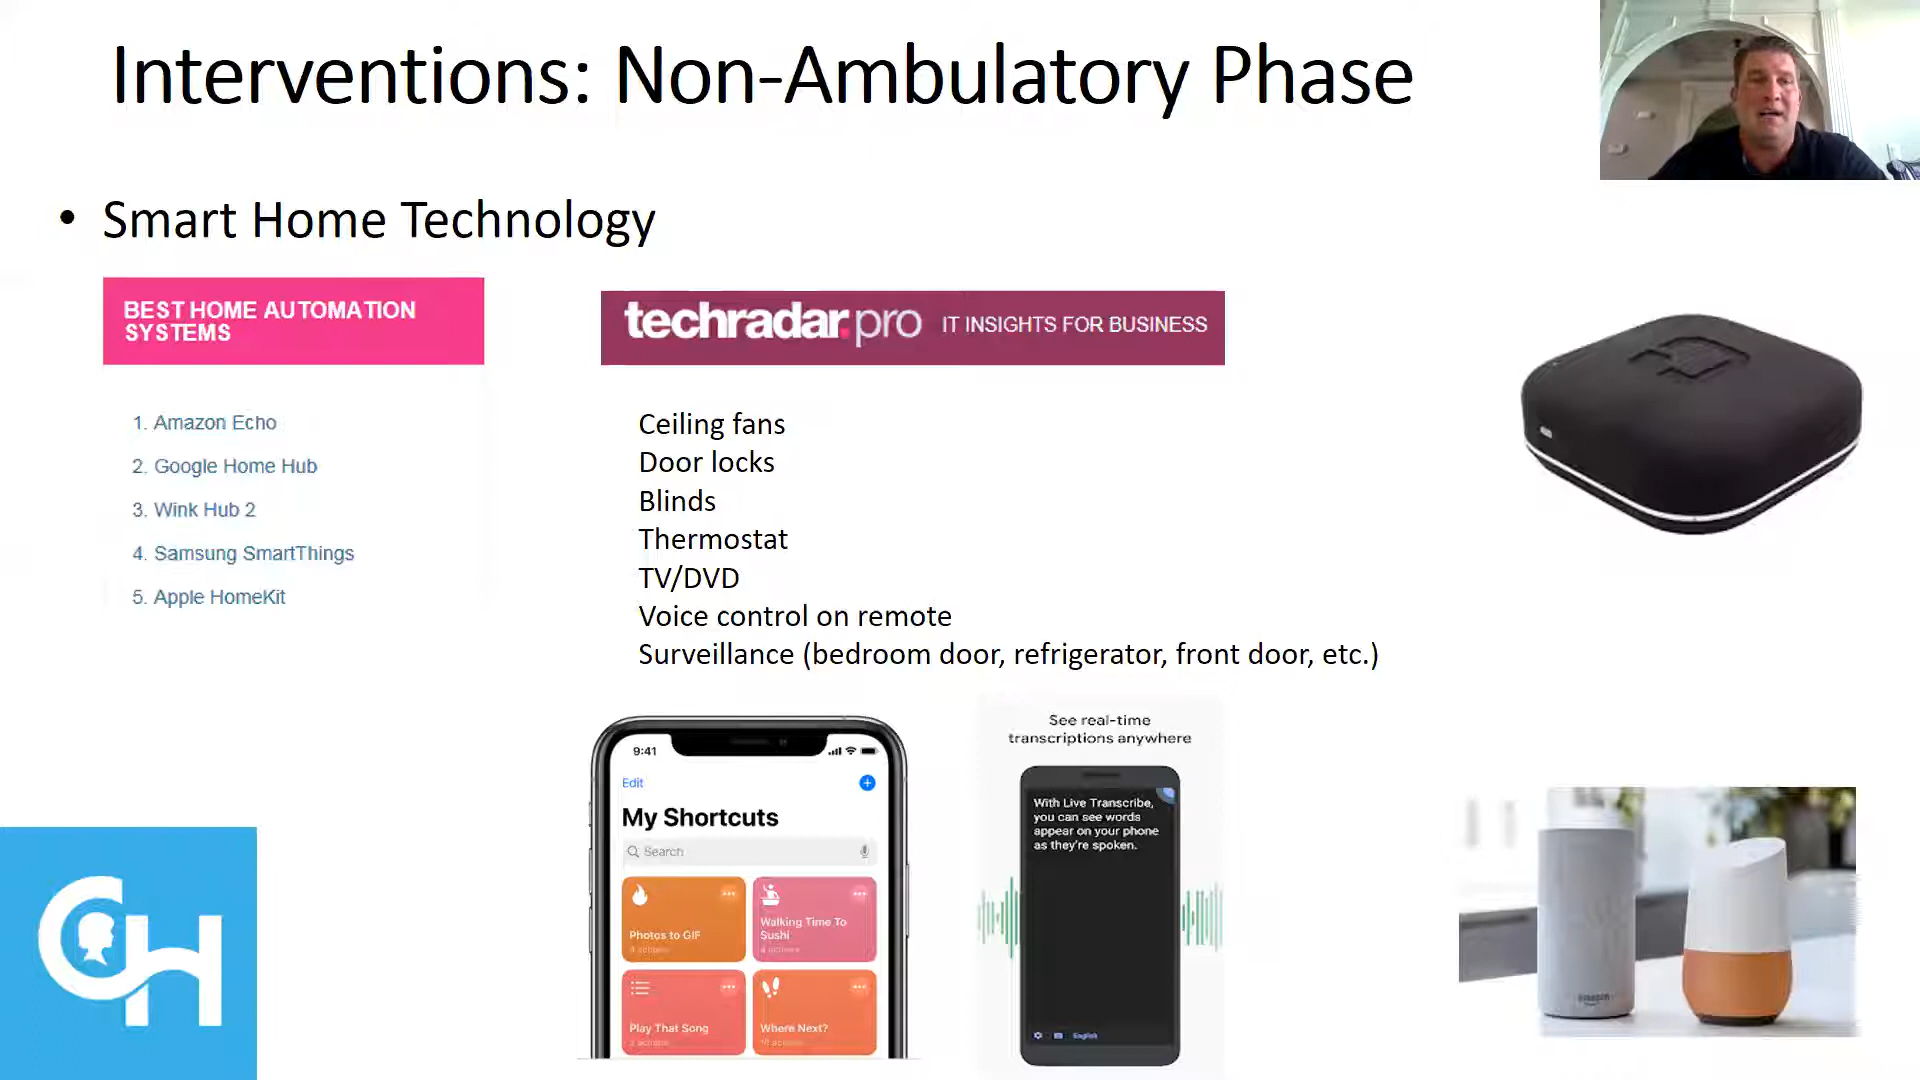 Interventions: Non-Ambulatory Phase
• Smart Home Technology
BEST HOME AUTOMATION
SYSTEMS
1. Amazon Echo
2. Google Home Hub
3. Wink Hub 2
4. Samsung SmartThings
5. Apple HomeKit
techradar.pro IT INSIGHTS FOR BUSINESS
Ceiling fans
Door locks
Blinds
Thermostat
TV/DVD
Voice control on remote
Surveillance (bedroom door, refrigerator, front door, etc.)
9:41
Edit
My Shortcuts
Search
Photos to GIF
Walking Time To
Sushi
Play That Song
Where Next?
See real-time
transcriptions anywhere
With Live Transcribe,
you can see words
appear on your phone
as they're spoken.
English
amazon
CH